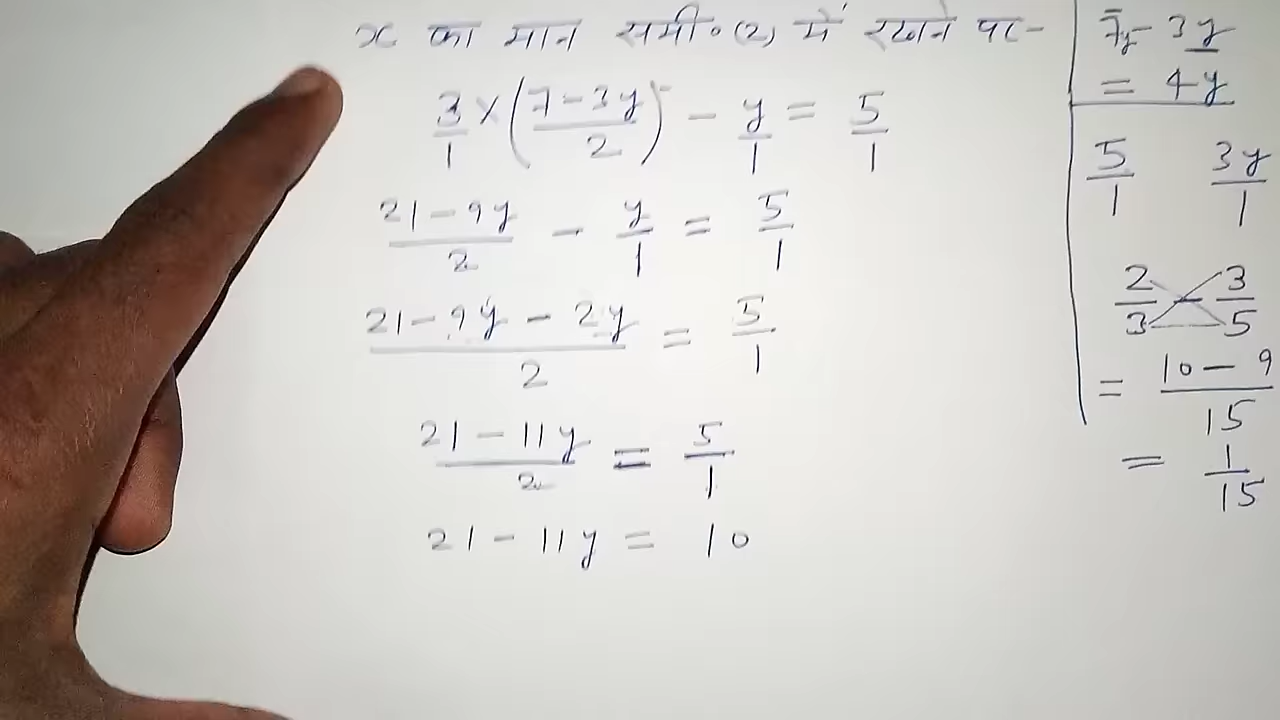 x का मान समी॰(2) में रखने पर-
3/1 × ((7-3y)/2) - y/1 = 5/1
(21-9y)/2 - y/1 = 5/1
(21-9y-2y)/2 = 5/1
(21-11y)/2 = 5/1
21-11y = 10
7y-3y
= 4y
5/1 3y/1
2/3 - 3/5
= (10-9)/15
= 1/15